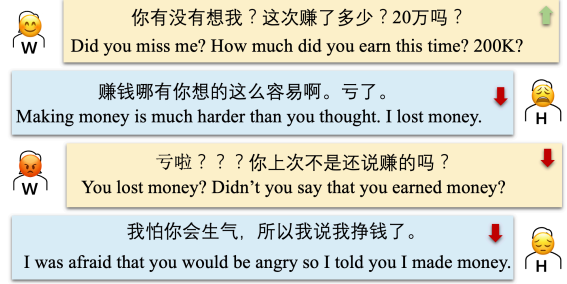 你有没有想我？这次赚了多少？20万吗？
Did you miss me? How much did you earn this time? 200K?
W
赚钱哪有你想的这么容易啊。亏了。
Making money is much harder than you thought. I lost money.
H
亏啦？？？你上次不是还说赚的吗？
You lost money? Didn’t you say that you earned money?
W
我怕你会生气，所以我说我挣钱了。
I was afraid that you would be angry so I told you I made money.
H